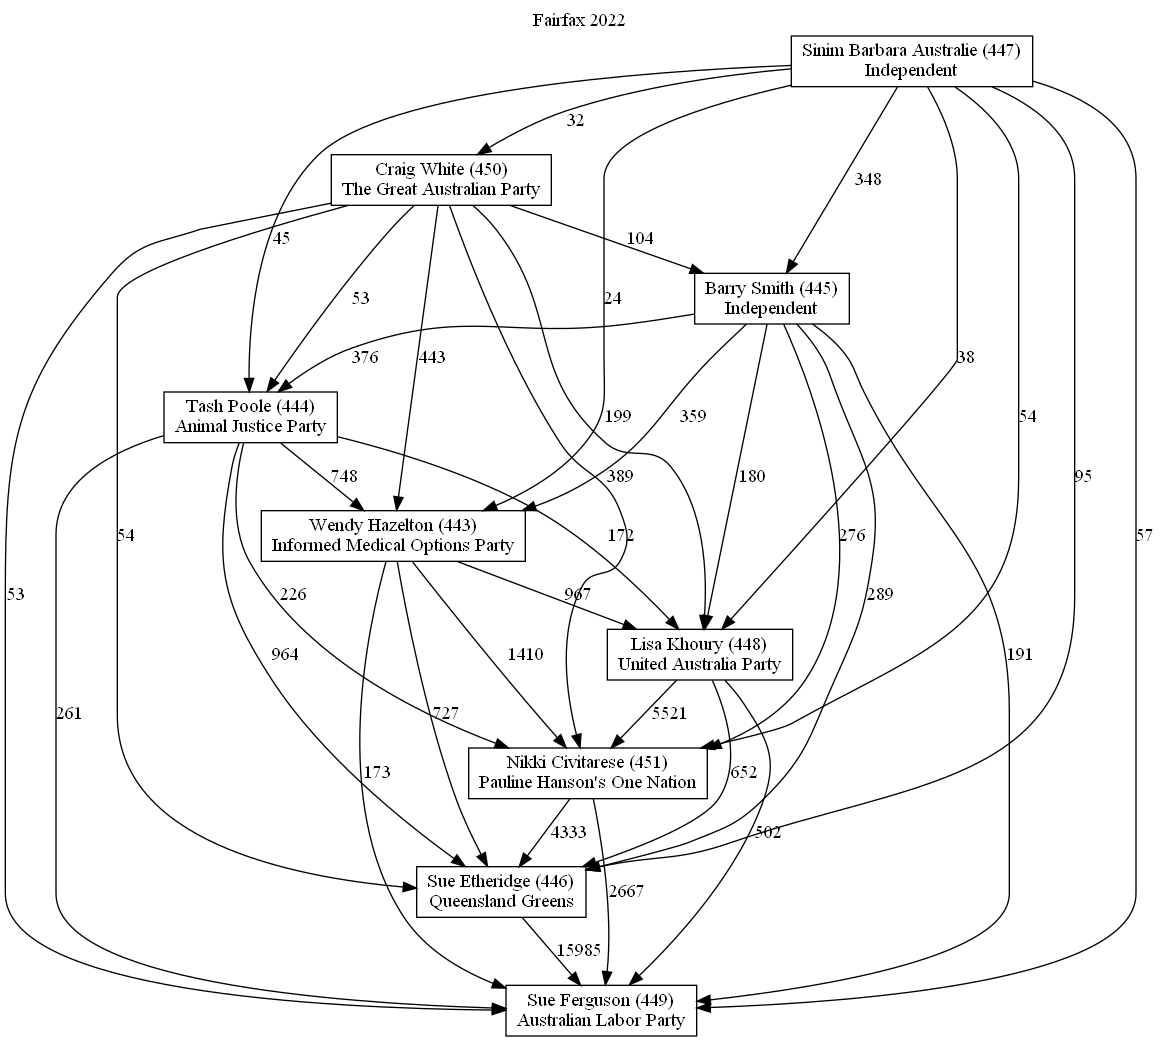 Fairfax 2022
Sinim Barbara Australie (447)
Independent
32
Craig White (450)
The Great Australian Party
348
45
104
Barry Smith (445)
Independent
53
24
376
443
38
Tash Poole (444)
Animal Justice Party
199
359
54
748
389
180
95
Wendy Hazelton (443)
Informed Medical Options Party
54
172
276
57
53
226
967
289
Lisa Khoury (448)
United Australia Party
964
1410
191
261
727
5521
Nikki Civitarese (451)
Pauline Hanson's One Nation
173
652
4333
502
Sue Etheridge (446)
Queensland Greens
2667
15985
Sue Ferguson (449)
Australian Labor Party